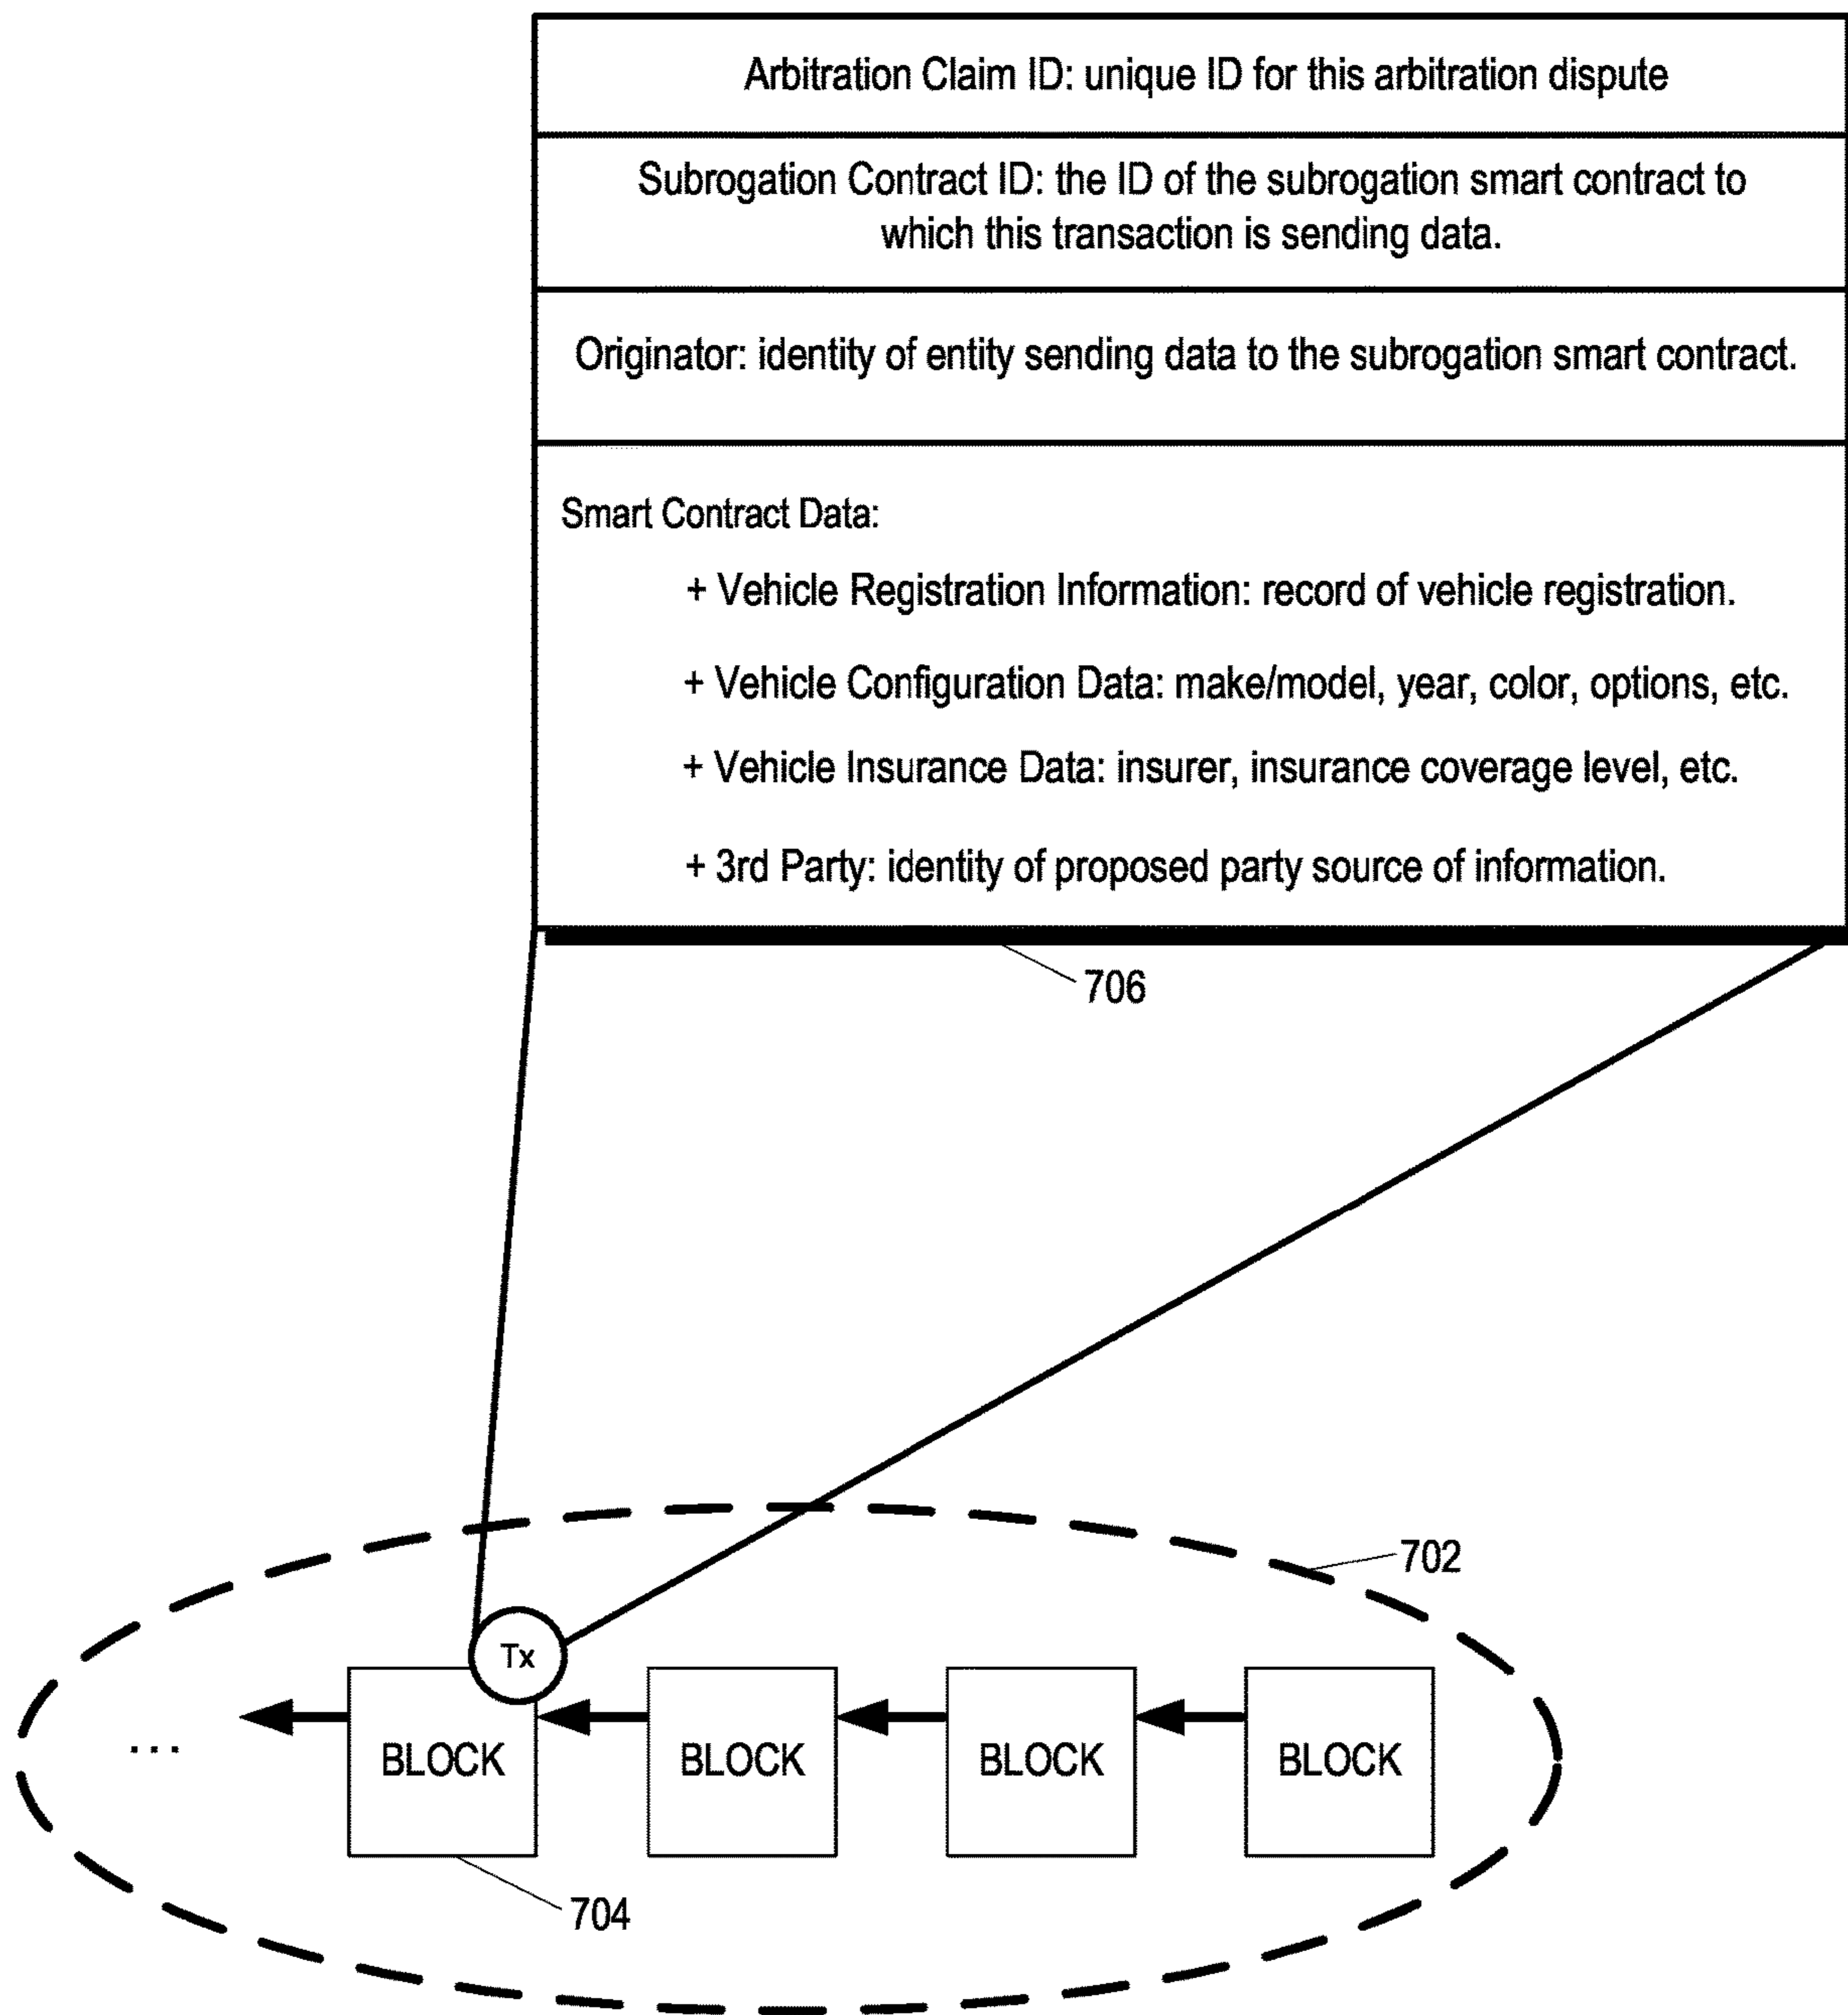 Arbitration Claim ID: unique ID for this arbitration dispute
Subrogation Contract ID: the ID of the subrogation smart contract to
which this transaction is sending data.
Originator: identity of entity sending data to the subrogation smart contract.
Smart Contract Data:
+ Vehicle Registration Information: record of vehicle registration.
+ Vehicle Configuration Data: make/model, year, color, options, etc.
+ Vehicle Insurance Data: insurer, insurance coverage level, etc.
+ 3rd Party: identity of proposed party source of information.
706
702
Tx
... BLOCK BLOCK BLOCK BLOCK
704